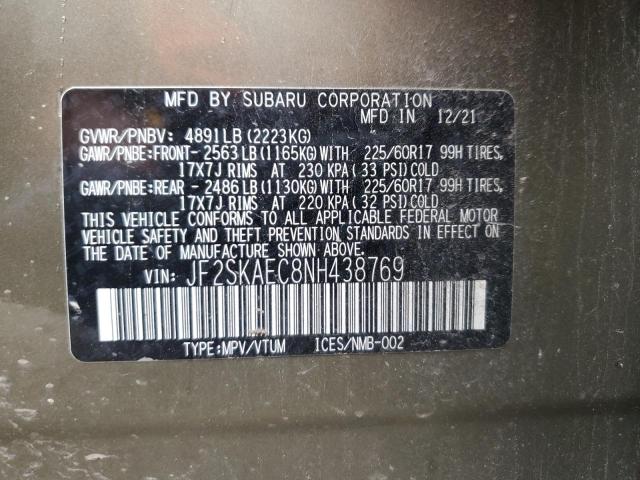 MFD BY SUBARU CORPORATION
MFD IN 12/21
GVWR/PNBV: 4891LB (2223KG)
GAWR/PNBE:FRONT- 2563LB (1165KG) WITH 225/60R17 99H TIRES,
17X7J RIMS AT 230 KPA (33 PSI) COLD
GAWR/PNBE:REAR - 2486LB (1130KG) WITH 225/60R17 99H TIRES,
17X7J RIMS AT 220 KPA (32 PSI) COLD
THIS VEHICLE CONFORMS TO ALL APPLICABLE FEDERAL MOTOR
VEHICLE SAFETY AND THEFT PREVENTION STANDARDS IN EFFECT ON
THE DATE OF MANUFACTURE SHOWN ABOVE.
VIN: JF2SKAEC8NH438769
TYPE:MPV/VTUM ICES/NMB-002